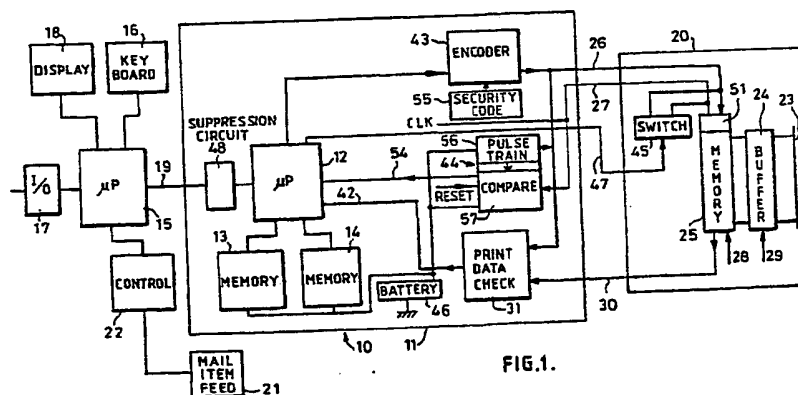 18
DISPLAY
16
KEY
BOARD
43
ENCODER
26
20
55
SECURITY
CODE
27
51
24
23
SUPPRESSION
CIRCUIT
48
CLK
56
PULSE
TRAIN
44
SWITCH
45
I/O
17
µP
15
19
µP
12
54
42
RESET
COMPARE
57
47
MEMORY
25
BUFFER
13
MEMORY
14
MEMORY
BATTERY
46
PRINT
DATA
CHECK
31
28
29
30
CONTROL
22
10
11
MAIL
ITEM
FEED
21
FIG.1.